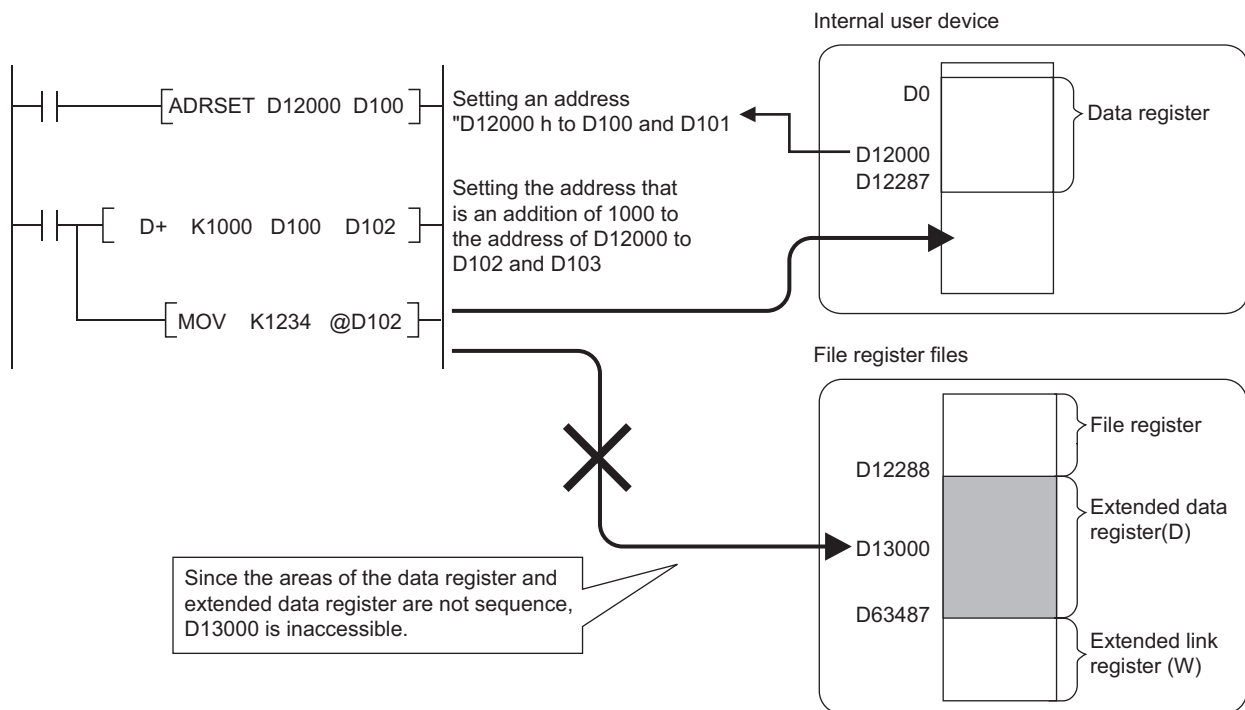 Internal user device
ADRSET D12000 D100
Setting an address
"D12000 h to D100 and D101
D0
D12000
D12287
Data register
D+ K1000 D100 D102
Setting the address that
is an addition of 1000 to
the address of D12000 to
D102 and D103
MOV K1234 @D102
File register files
File register
D12288
D13000
D63487
Extended data
register(D)
Extended link
register (W)
Since the areas of the data register and
extended data register are not sequence,
D13000 is inaccessible.